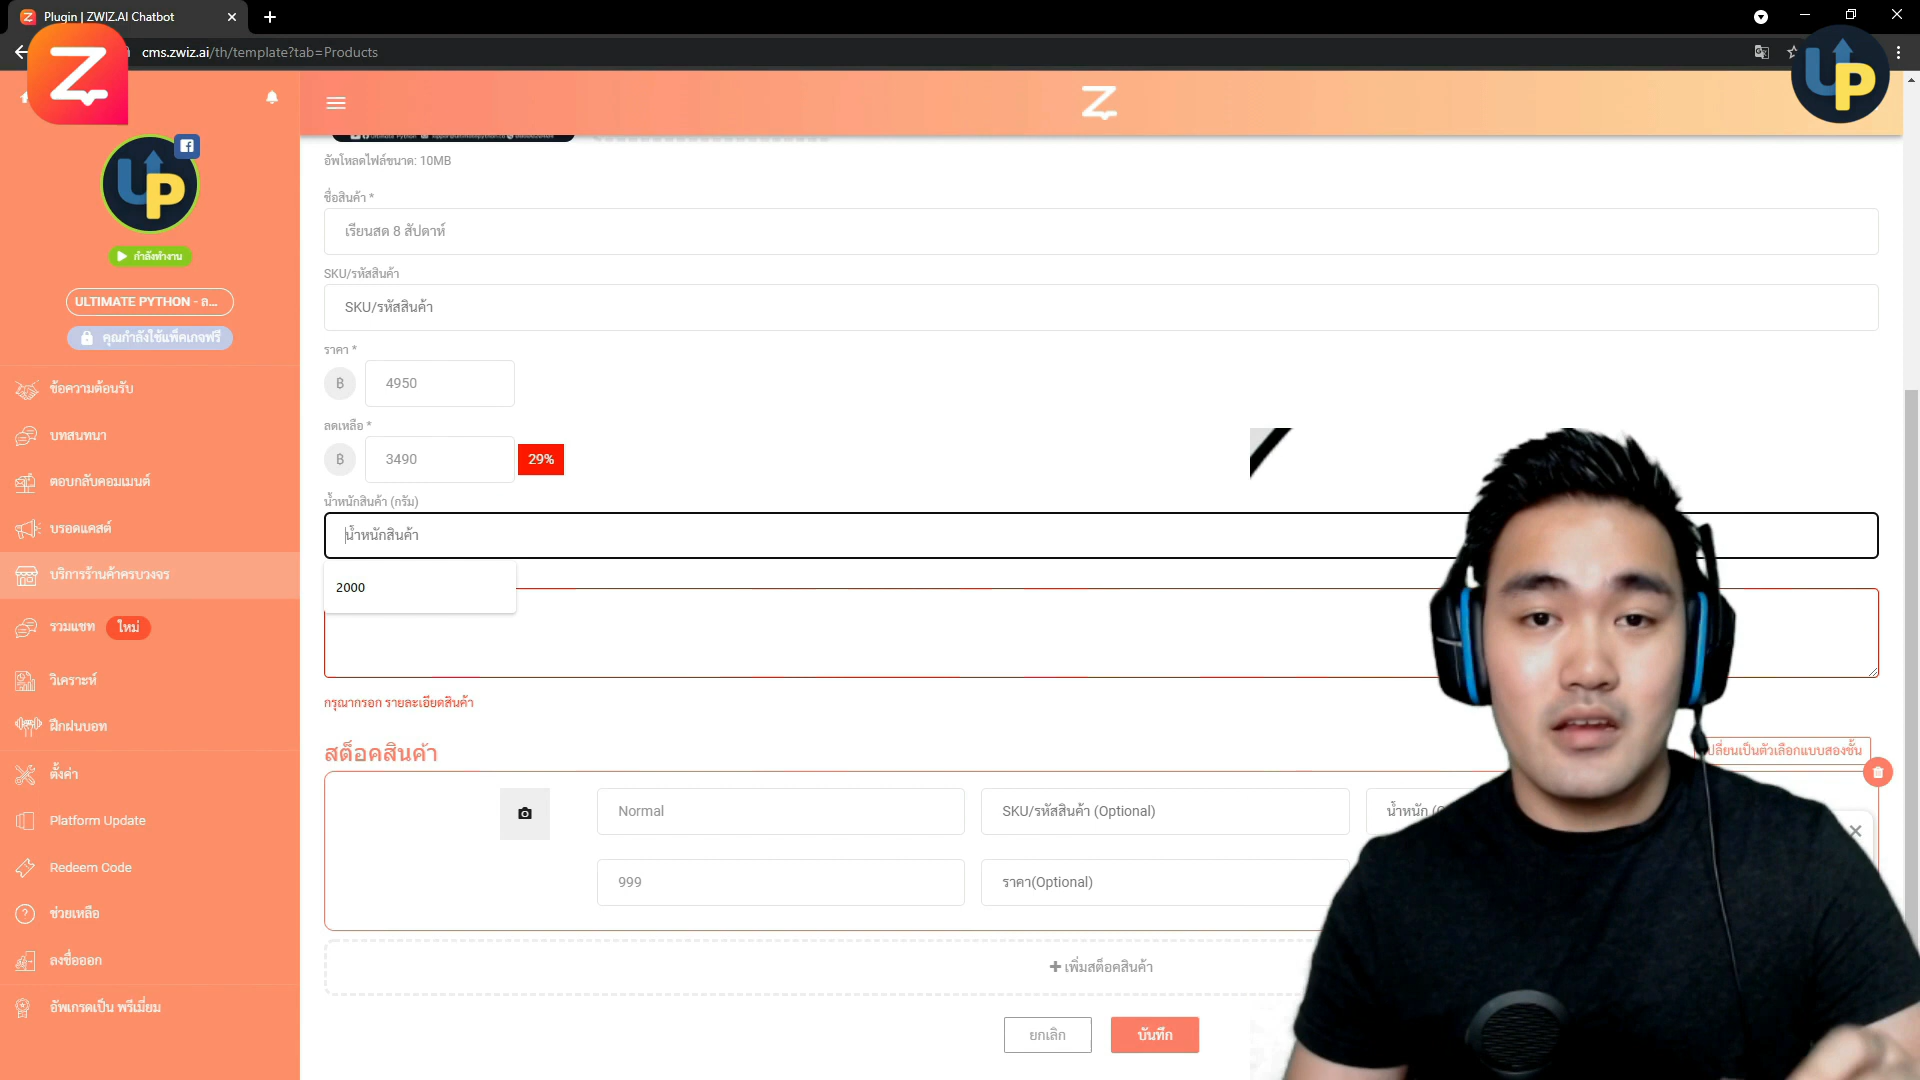 Plugin | ZWIZ.AI Chatbot
cms.zwiz.ai/th/template?tab=Products
UP
กำลังทำงาน
ULTIMATE PYTHON - ล...
คุณกำลังใช้แพ็คเกจฟรี
ข้อความต้อนรับ
บทสนทนา
ตอบกลับคอมเมนต์
บรอดแคสต์
บริการร้านค้าครบวงจร
รวมแชท ใหม่
วิเคราะห์
ฝึกฝนบอท
ตั้งค่า
Platform Update
Redeem Code
ช่วยเหลือ
ลงชื่อออก
อัพเกรดเป็น พรีเมี่ยม
UP
อัพโหลดไฟล์ขนาด: 10MB
ชื่อสินค้า *
เรียนสด 8 สัปดาห์
SKU/รหัสสินค้า
SKU/รหัสสินค้า
ราคา *
฿ 4950
ลดเหลือ *
฿ 3490 29%
น้ำหนักสินค้า (กรัม)
น้ำหนักสินค้า
2000
กรุณากรอก รายละเอียดสินค้า
สต็อคสินค้า
ปลี่ยนเป็นตัวเลือกแบบสองชั้น
Normal
SKU/รหัสสินค้า (Optional)
น้ำหนัก
999
ราคา(Optional)
เพิ่มสต็อคสินค้า
ยกเลิก
บันทึก